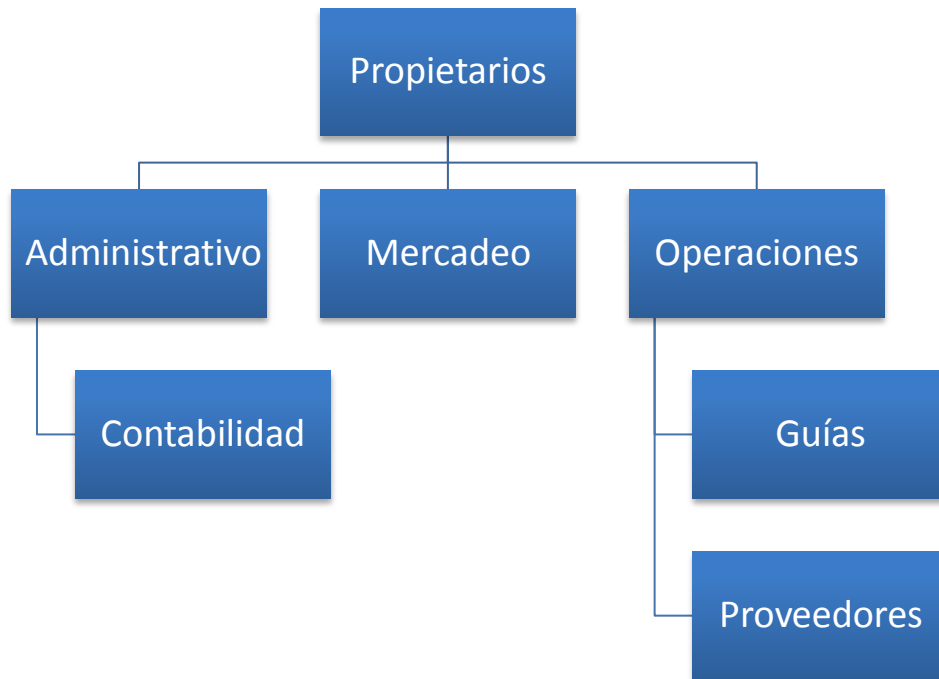 Propietarios
Administrativo
Mercadeo
Operaciones
Contabilidad
Guías
Proveedores